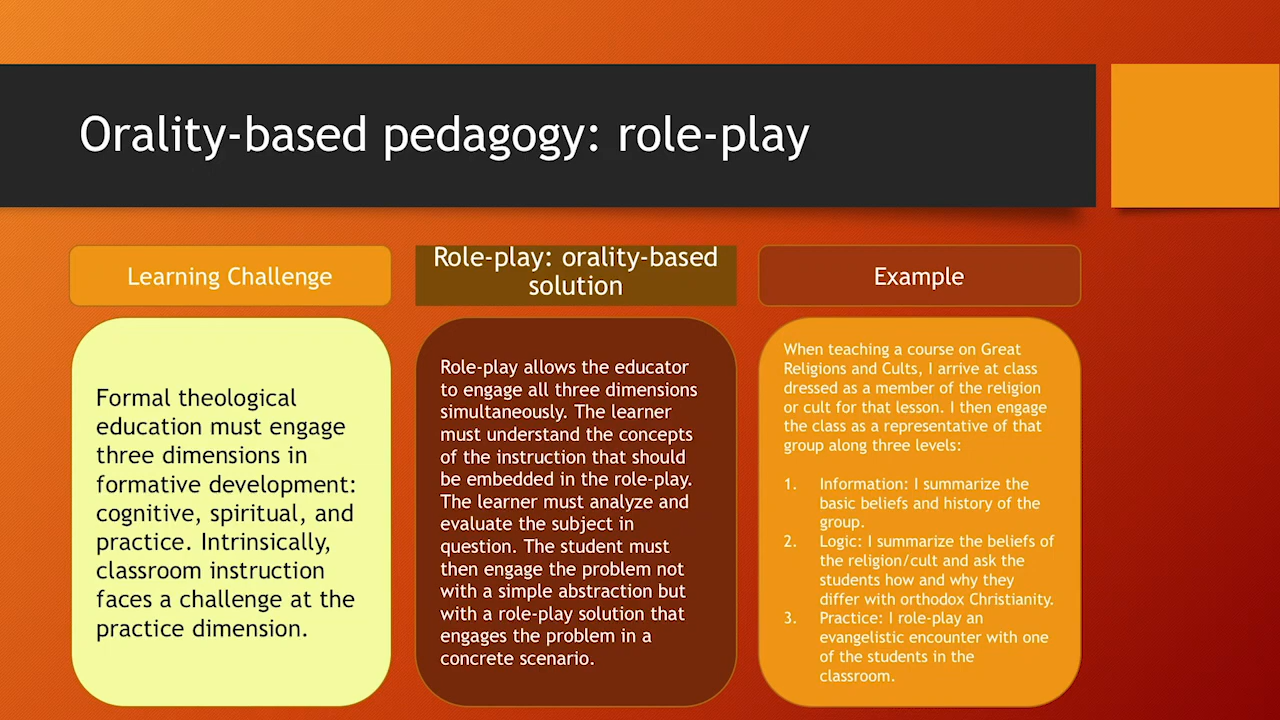 Orality-based pedagogy: role-play
Learning Challenge
Formal theological
education must engage
three dimensions in
formative development:
cognitive, spiritual, and
practice. Intrinsically,
classroom instruction
faces a challenge at the
practice dimension.
Role-play: orality-based
solution
Role-play allows the educator
to engage all three dimensions
simultaneously. The learner
must understand the concepts
of the instruction that should
be embedded in the role-play.
The learner must analyze and
evaluate the subject in
question. The student must
then engage the problem not
with a simple abstraction but
with a role-play solution that
engages the problem in a
concrete scenario.
Example
When teaching a course on Great
Religions and Cults, I arrive at class
dressed as a member of the religion
or cult for that lesson. I then engage
the class as a representative of that
group along three levels:
1. Information: I summarize the
basic beliefs and history of the
group.
2. Logic: I summarize the beliefs of
the religion/cult and ask the
students how and why they
differ with orthodox Christianity.
3. Practice: I role-play an
evangelistic encounter with one
of the students in the
classroom.